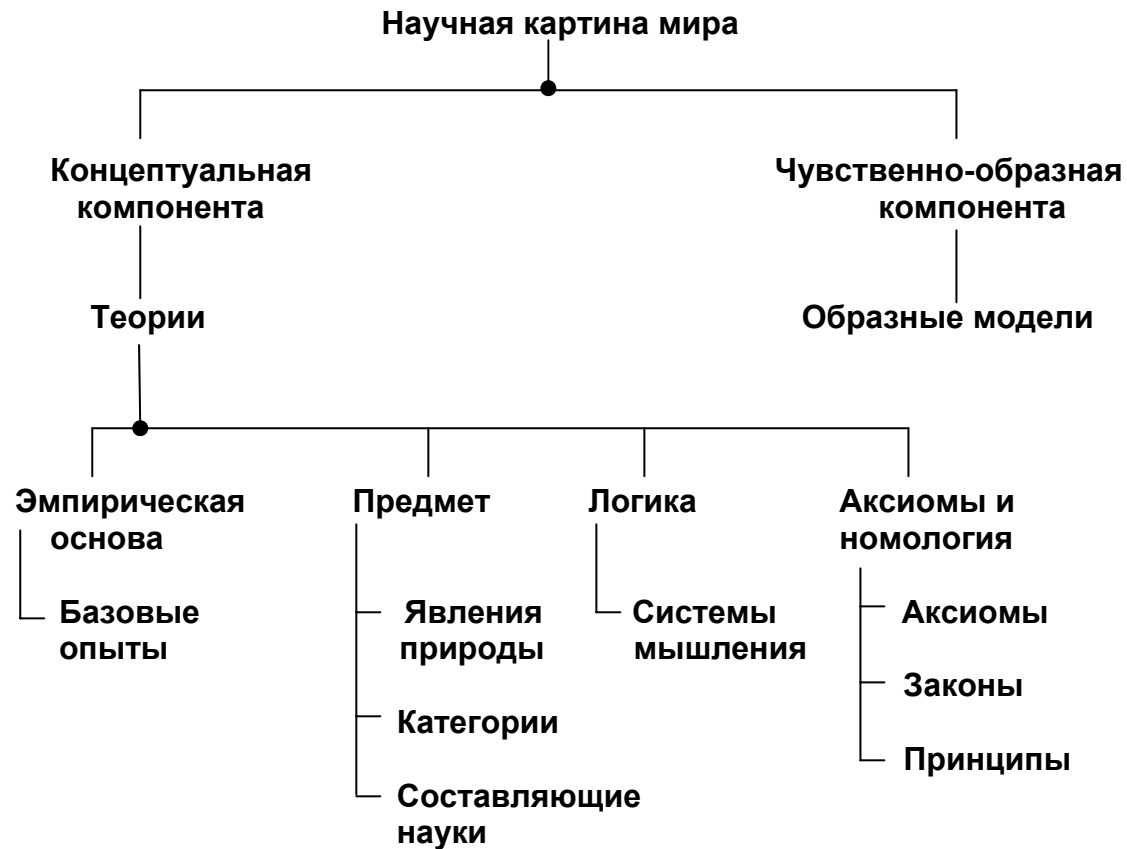 Научная картина мира
Концептуальная
компонента
Чувственно-образная
компонента
Теории
Образные модели
Эмпирическая
основа
Предмет
Логика
Аксиомы и
номология
Базовые
опыты
Явления
природы
Категории
Составляющие
науки
Системы
мышления
Аксиомы
Законы
Принципы